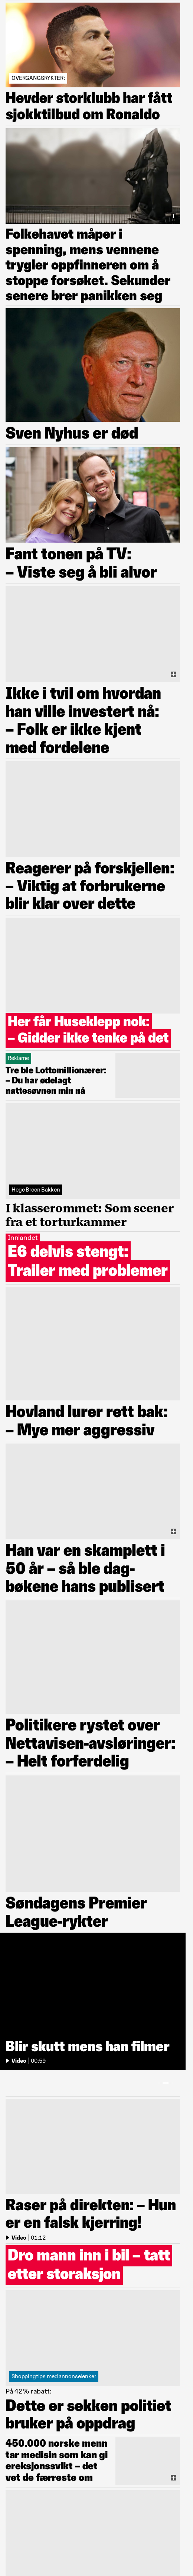 OVERGANGSRYKTER:
Hevder storklubb har fått
sjokktilbud om Ronaldo
Folkehavet måper i
spenning, mens vennene
trygler oppfinneren om å
stoppe forsøket. Sekunder
senere brer panikken seg
Sven Nyhus er død
Fant tonen på TV:
– Viste seg å bli alvor
Ikke i tvil om hvordan
han ville investert nå:
– Folk er ikke kjent
med fordelene
Reagerer på forskjellen:
– Viktig at forbrukerne
blir klar over dette
Her får Huseklepp nok:
– Gidder ikke tenke på det
Reklame
Tre ble Lottomillionærer:
– Du har ødelagt
nattesøvnen min nå
Hege Breen Bakken
I klasserommet: Som scener
fra et torturkammer
Innlandet
E6 delvis stengt:
Trailer med problemer
Hovland lurer rett bak:
– Mye mer aggressiv
Han var en skamplett i
50 år – så ble dag-
bøkene hans publisert
Politikere rystet over
Nettavisen-avsløringer:
– Helt forferdelig
Søndagens Premier
League-rykter
Blir skutt mens han filmer
Video | 00:59
Raser på direkten: – Hun
er en falsk kjerring!
Video | 01:12
Dro mann inn i bil – tatt
etter storaksjon
Shoppingtips med annonselenker
På 42% rabatt:
Dette er sekken politiet
bruker på oppdrag
450.000 norske menn
tar medisin som kan gi
ereksjonssvikt – det
vet de færreste om